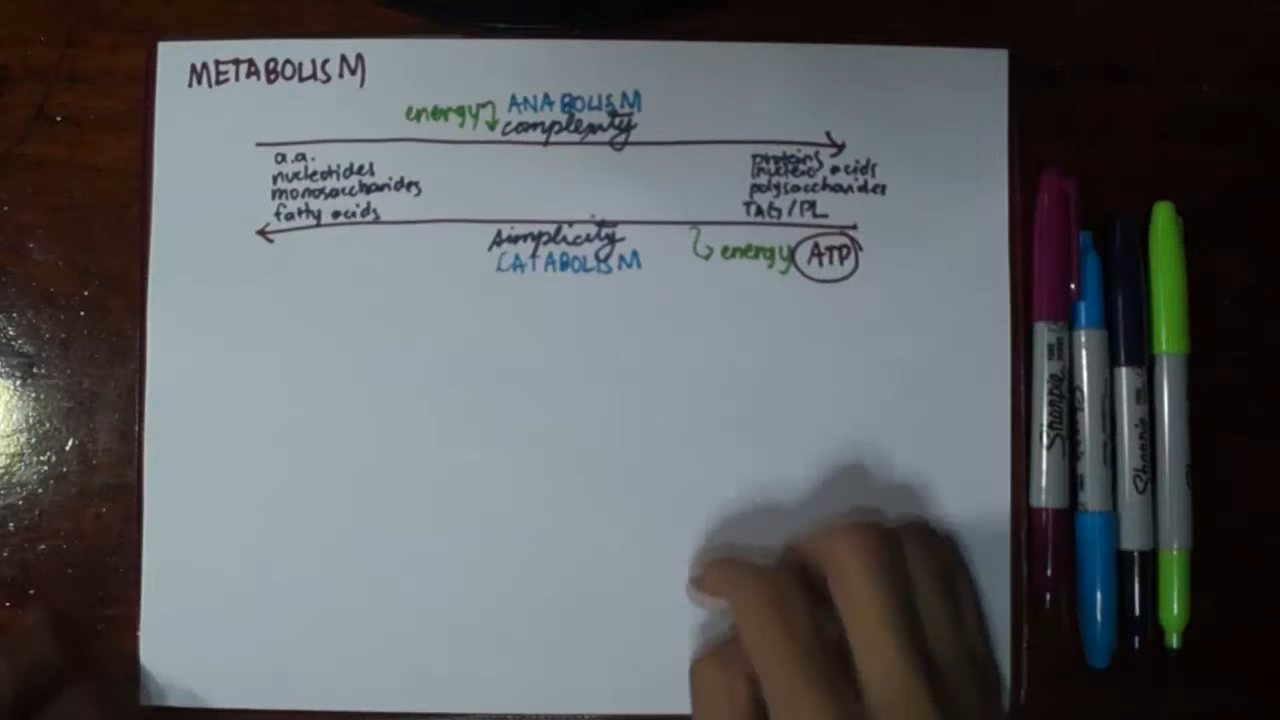 METABOLISM
energy ANABOLISM
complexity
a.a.
nucleotides
monosaccharides
fatty acids
proteins
nucleic acids
polysaccharides
TAG/PL
simplicity
CATABOLISM
energy ATP
Sharpie
Sharpie
Sharpie